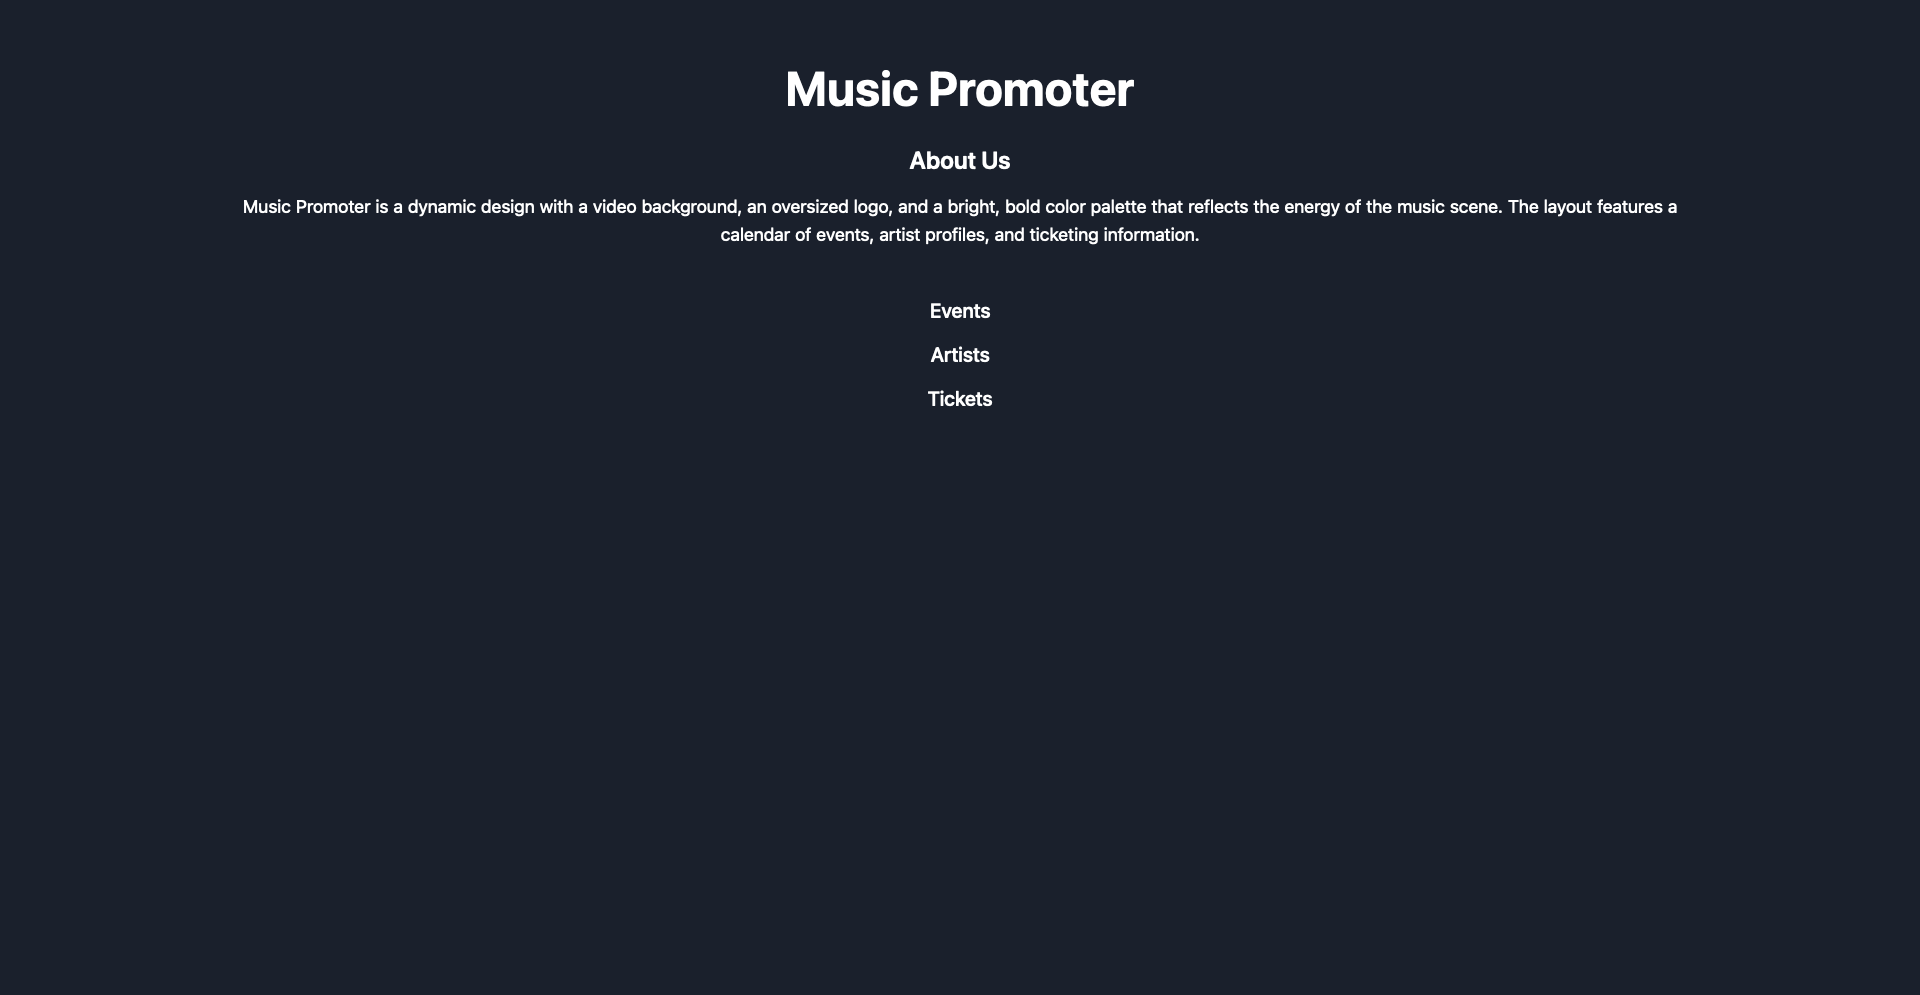 Music Promoter
About Us
Music Promoter is a dynamic design with a video background, an oversized logo, and a bright, bold color palette that reflects the energy of the music scene. The layout features a
calendar of events, artist profiles, and ticketing information.
Events
Artists
Tickets